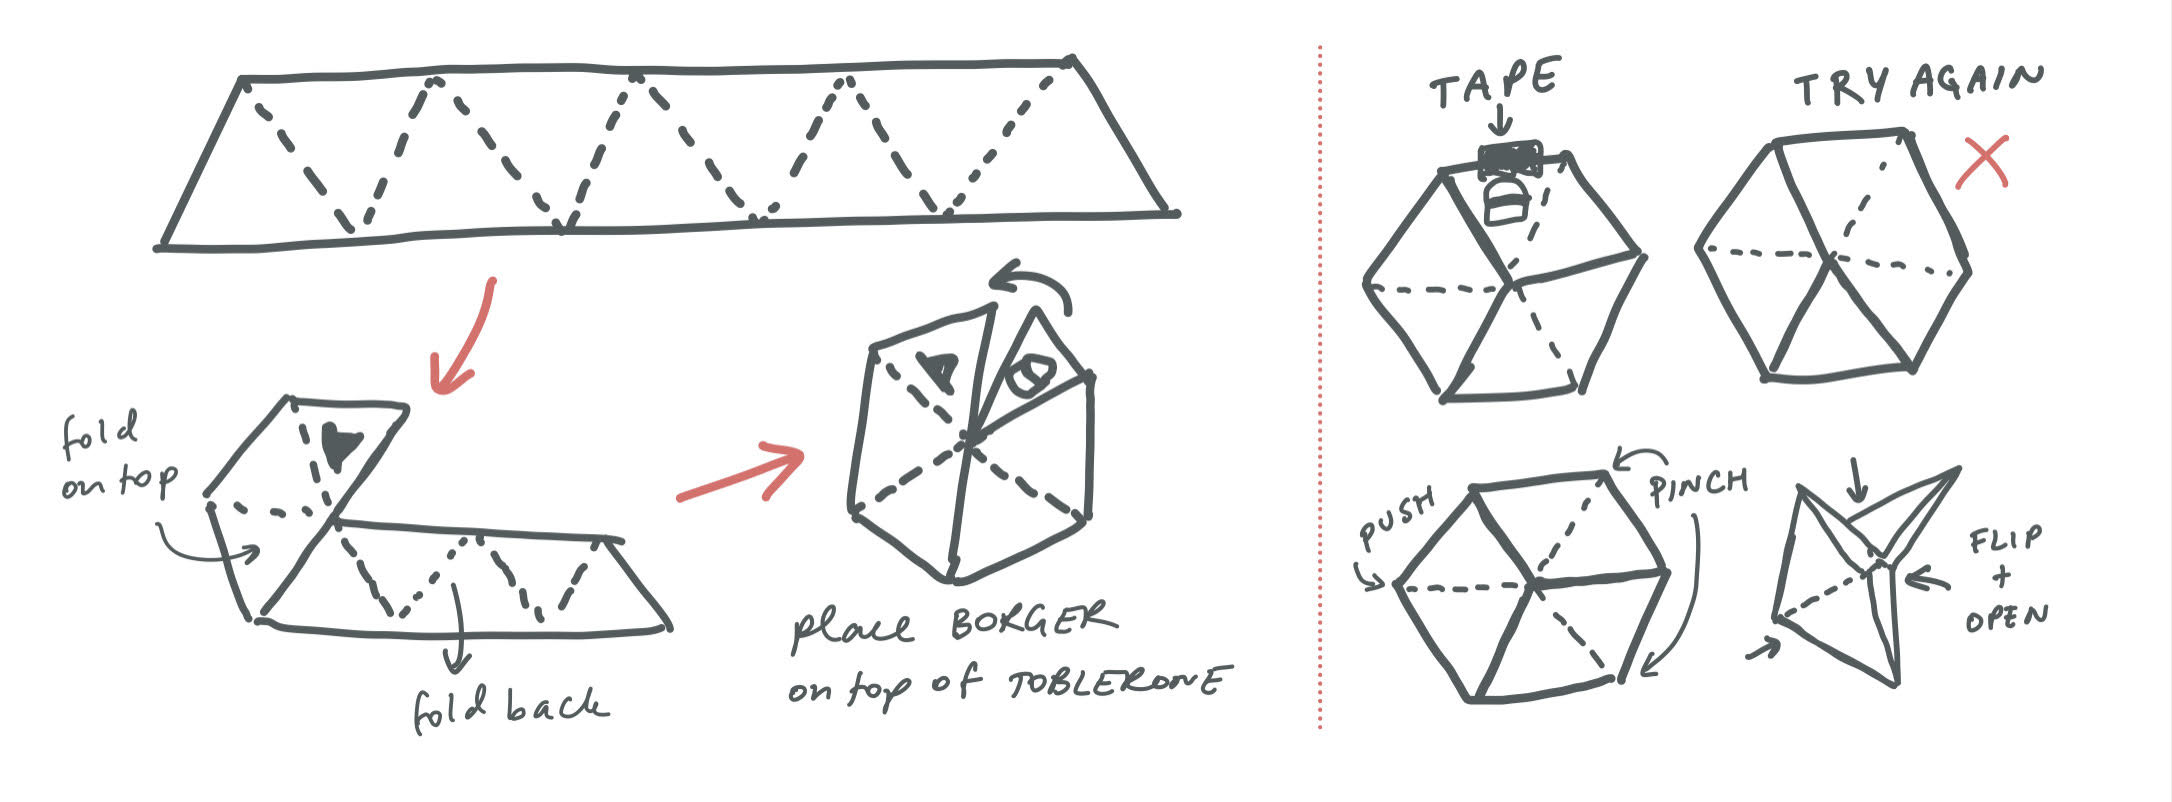 fold
on top
fold back
place BORGER
on top of TOBLERONE
TAPE
TRY AGAIN
PUSH
PINCH
FLIP
+
OPEN